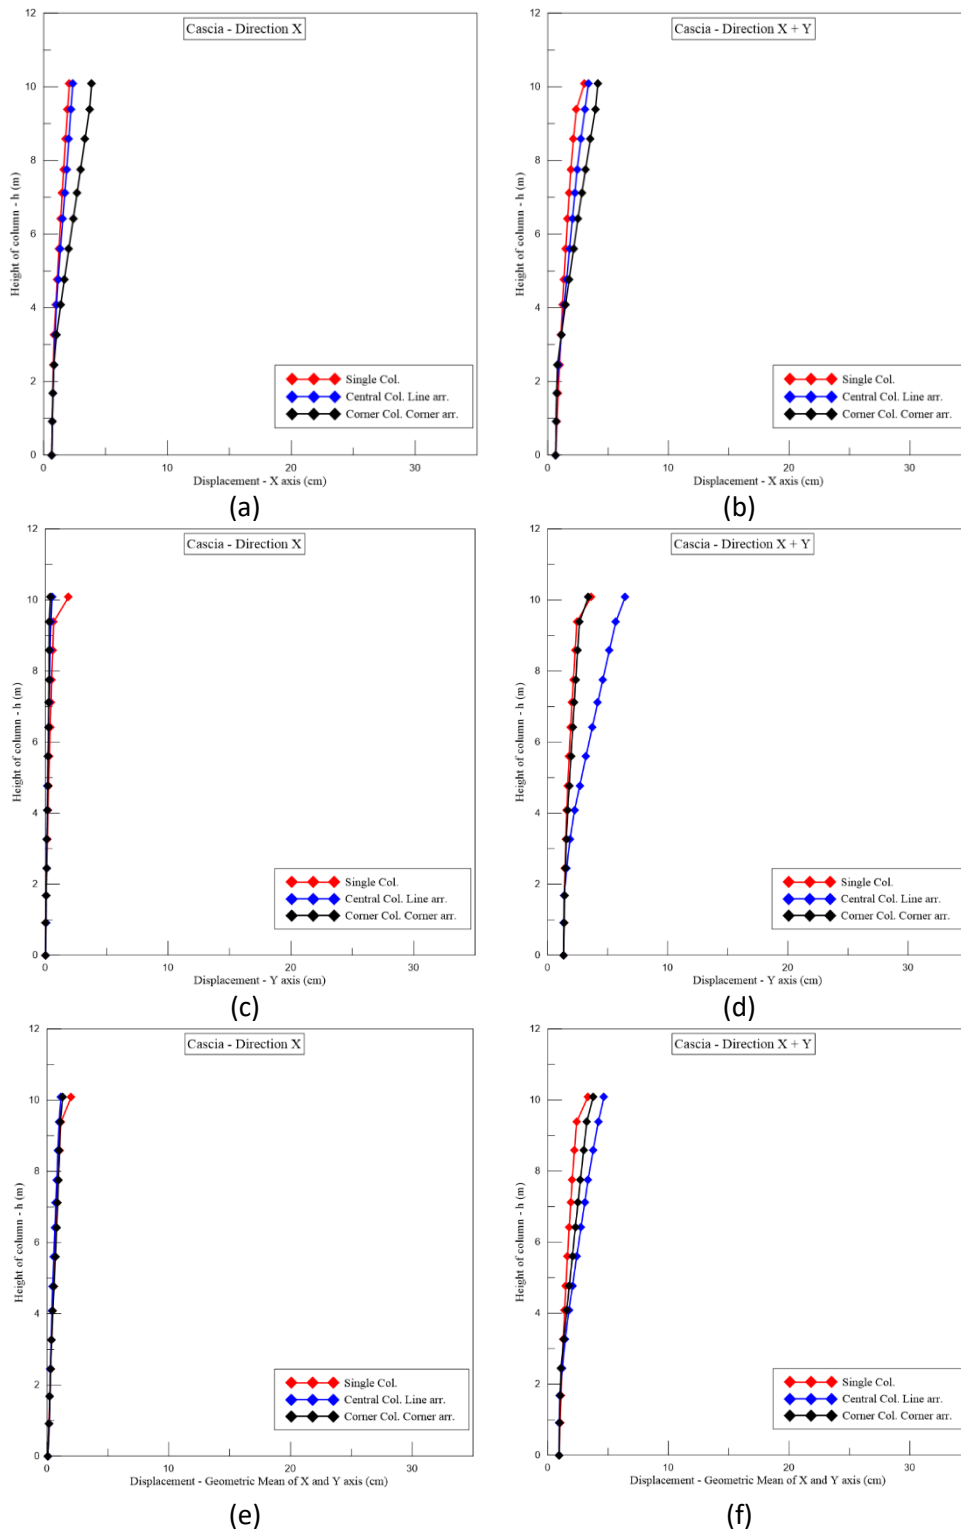 Cascia - Direction X
12
10
8
6
4
2
0
Height of column - h (m)
Single Col.
Central Col. Line arr.
Corner Col. Corner arr.
0 10 20 30
Displacement - X axis (cm)
(a)
Cascia - Direction X + Y
12
10
8
6
4
2
0
Height of column - h (m)
Single Col.
Central Col. Line arr.
Corner Col. Corner arr.
0 10 20 30
Displacement - X axis (cm)
(b)
Cascia - Direction X
12
10
8
6
4
2
0
Height of column - h (m)
Single Col.
Central Col. Line arr.
Corner Col. Corner arr.
0 10 20 30
Displacement - Y axis (cm)
(c)
Cascia - Direction X + Y
12
10
8
6
4
2
0
Height of column - h (m)
Single Col.
Central Col. Line arr.
Corner Col. Corner arr.
0 10 20 30
Displacement - Y axis (cm)
(d)
Cascia - Direction X
12
10
8
6
4
2
0
Height of column - h (m)
Single Col.
Central Col. Line arr.
Corner Col. Corner arr.
0 10 20 30
Displacement - Geometric Mean of X and Y axis (cm)
(e)
Cascia - Direction X + Y
12
10
8
6
4
2
0
Height of column - h (m)
Single Col.
Central Col. Line arr.
Corner Col. Corner arr.
0 10 20 30
Displacement - Geometric Mean of X and Y axis (cm)
(f)